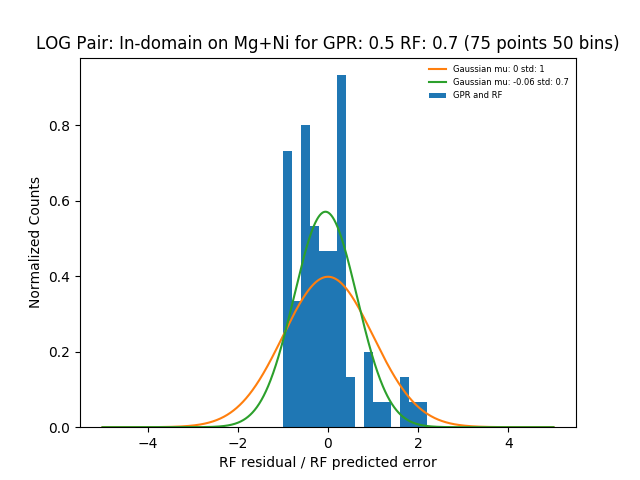 LOG Pair: In-domain on Mg+Ni for GPR: 0.5 RF: 0.7 (75 points 50 bins)
Gaussian mu: 0 std: 1
Gaussian mu: -0.06 std: 0.7
GPR and RF
Normalized Counts
0.8
0.6
0.4
0.2
0.0
−4
−2
0
2
4
RF residual / RF predicted error